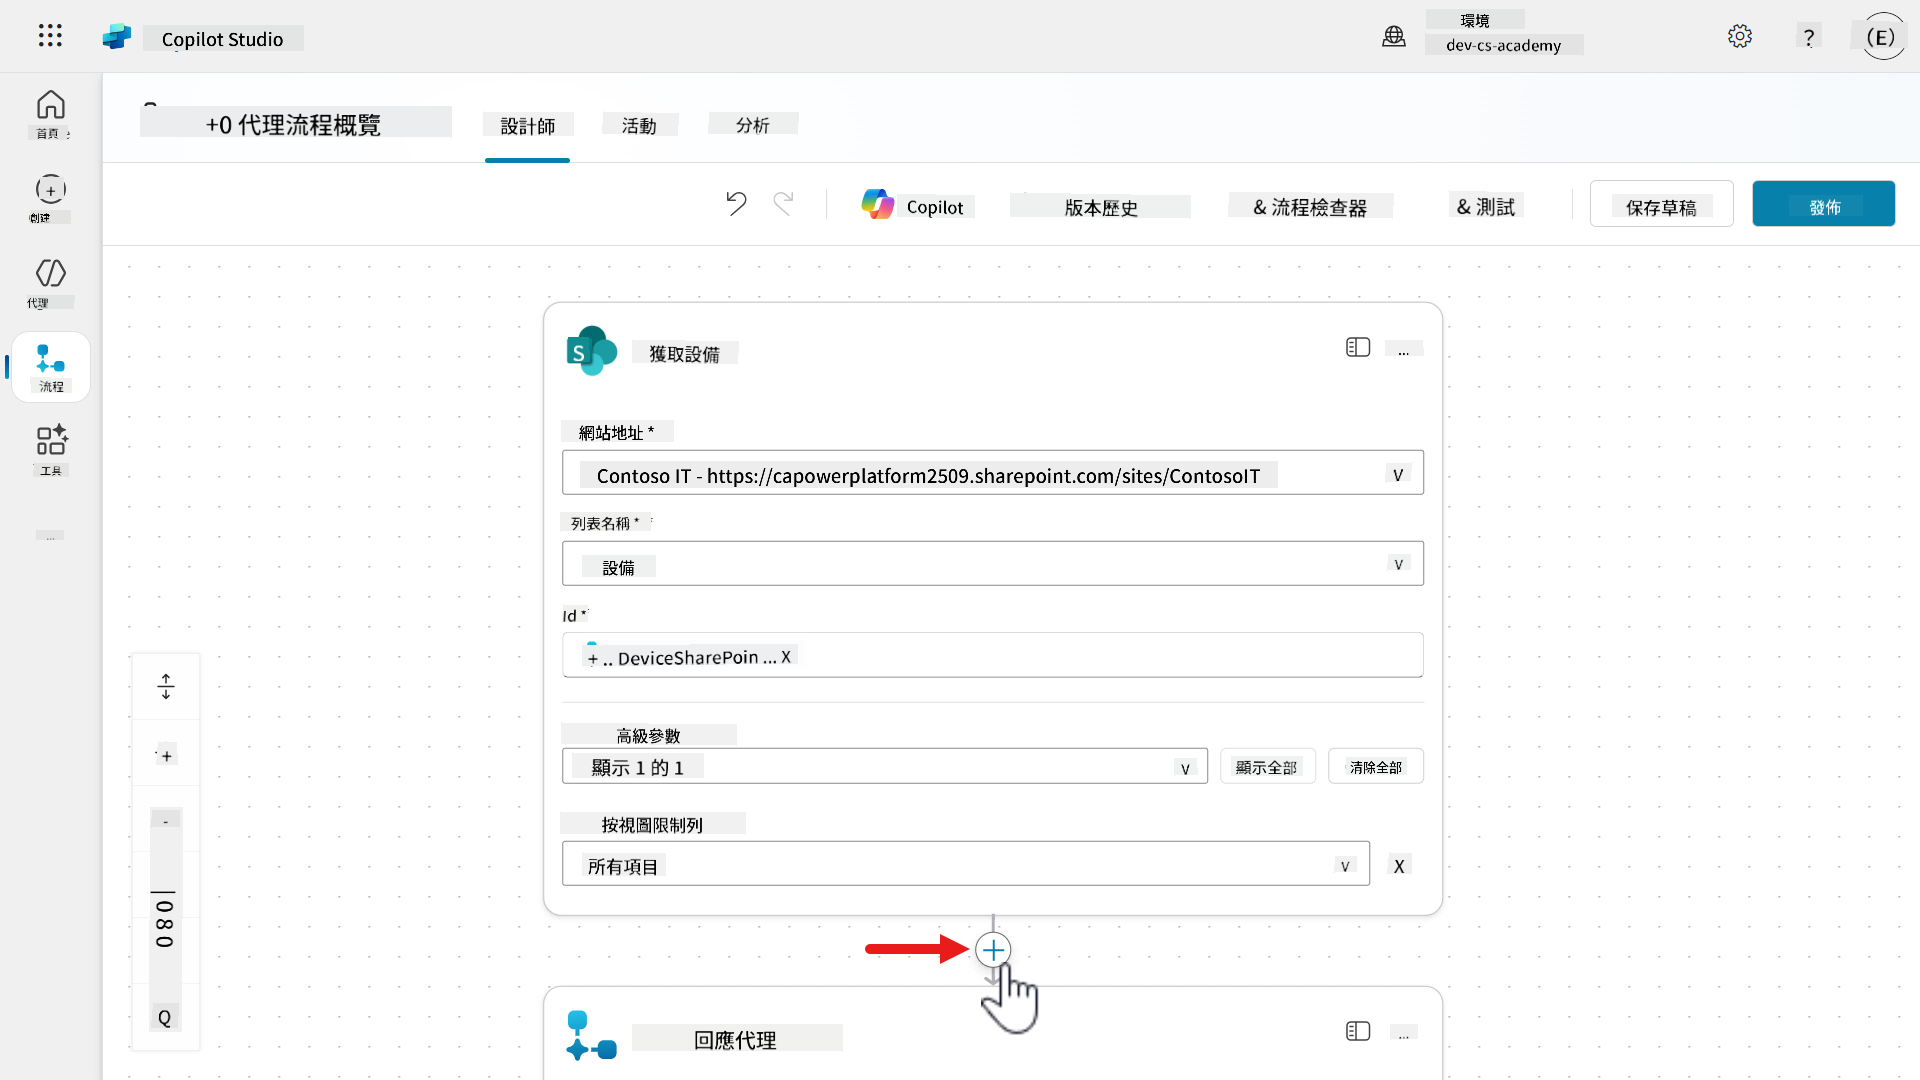 Copilot Studio
環境
dev-cs-academy
?
(E)
首頁
+0 代理流程概覽
設計師
活動
分析
創建
Copilot
版本歷史
& 流程檢查器
& 測試
保存草稿
發佈
代理
流程
工具
...
S
獲取設備
...
網站地址 *
Contoso IT - https://capowerplatform2509.sharepoint.com/sites/ContosoIT
V
列表名稱 *
設備
V
Id *
+ .. DeviceSharePoin ... X
高級參數
顯示 1 的 1
V
顯示全部
清除全部
按視圖限制列
所有項目
V
X
+
-
|080
Q
回應代理
...